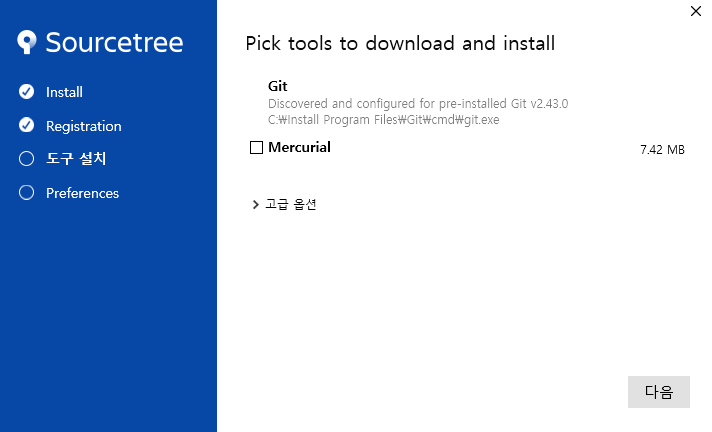 Sourcetree
Install
Registration
도구 설치
Preferences
Pick tools to download and install
Git
Discovered and configured for pre-installed Git v2.43.0
C:₩Install Program Files₩Git₩cmd₩git.exe
Mercurial
7.42 MB
고급 옵션
다음